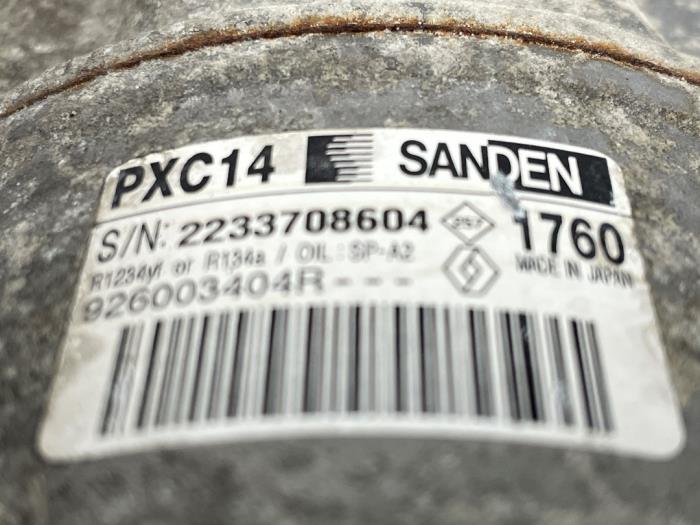 PXC14 SANDEN
S/N: 2233708604 1760
R1234yf or R134a / OIL: SP-A2 MADE IN JAPAN
926003404R - - -